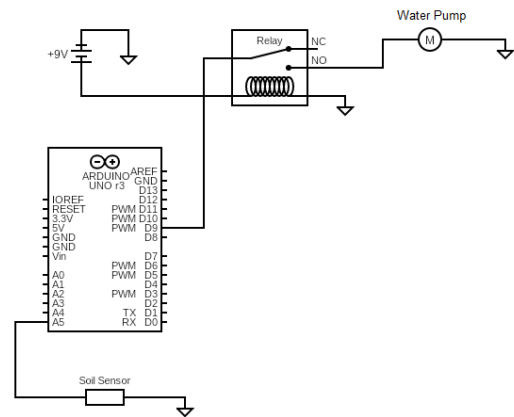 Water Pump
Relay
NC
+9V
M
NO
ARDUINO
UNO r3
AREF
GND
D13
IOREF
D12
RESET
PWM
D11
3.3V
PWM
D10
5V
PWM
D9
GND
D8
GND
Vin
D7
PWM
D6
A0
PWM
D5
A1
D4
A2
PWM
D3
A3
D2
A4
TX
D1
A5
RX
D0
Soil Sensor